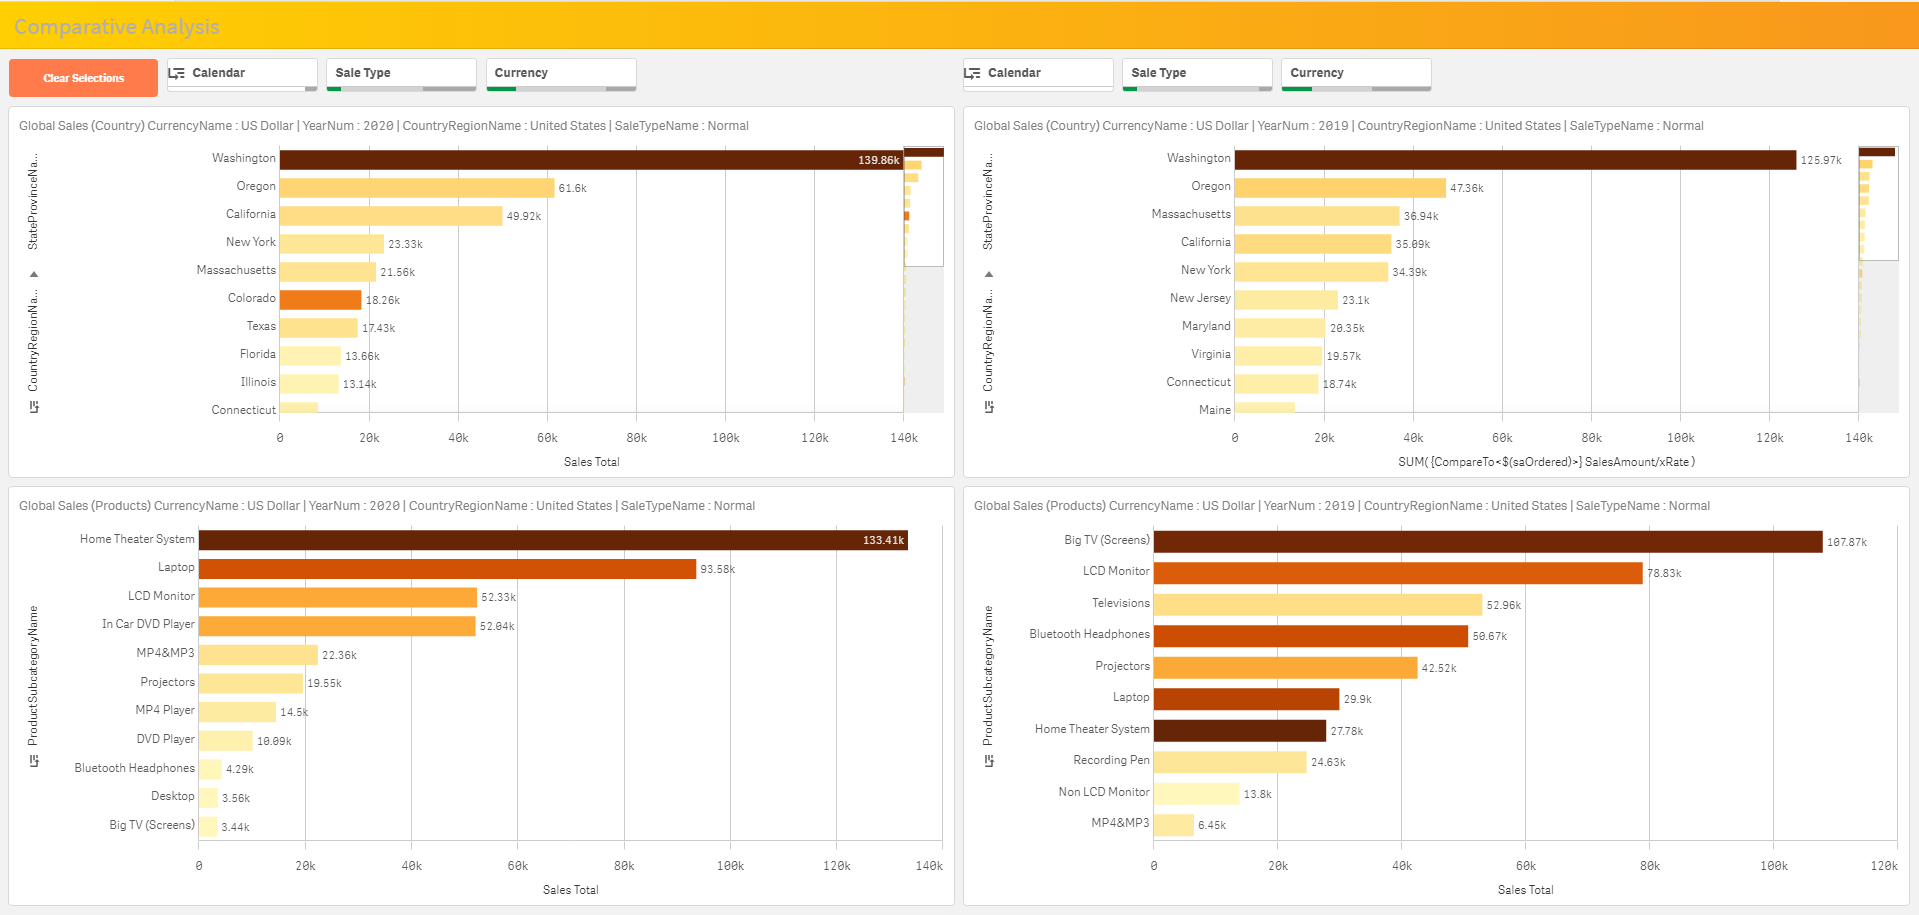 Comparative Analysis
Clear Selections
Calendar
Sale Type
Currency
Calendar
Sale Type
Currency
Global Sales (Country) CurrencyName : US Dollar | YearNum : 2020 | CountryRegionName : United States | SaleTypeName : Normal
StateProvinceNa...
CountryRegionNa...
Washington 139.86k
Oregon 61.6k
California 49.92k
New York 23.33k
Massachusetts 21.56k
Colorado 18.26k
Texas 17.43k
Florida 13.66k
Illinois 13.14k
Connecticut
0 20k 40k 60k 80k 100k 120k 140k
Sales Total
Global Sales (Country) CurrencyName : US Dollar | YearNum : 2019 | CountryRegionName : United States | SaleTypeName : Normal
StateProvinceNa...
CountryRegionNa...
Washington 125.97k
Oregon 47.36k
Massachusetts 36.94k
California 35.09k
New York 34.39k
New Jersey 23.1k
Maryland 20.35k
Virginia 19.57k
Connecticut 18.74k
Maine
0 20k 40k 60k 80k 100k 120k 140k
SUM( {CompareTo<$(saOrdered)>} SalesAmount/xRate )
Global Sales (Products) CurrencyName : US Dollar | YearNum : 2020 | CountryRegionName : United States | SaleTypeName : Normal
ProductSubcategoryName
Home Theater System 133.41k
Laptop 93.58k
LCD Monitor 52.33k
In Car DVD Player 52.04k
MP4&MP3 22.36k
Projectors 19.55k
MP4 Player 14.5k
DVD Player 10.09k
Bluetooth Headphones 4.29k
Desktop 3.56k
Big TV (Screens) 3.44k
0 20k 40k 60k 80k 100k 120k 140k
Sales Total
Global Sales (Products) CurrencyName : US Dollar | YearNum : 2019 | CountryRegionName : United States | SaleTypeName : Normal
ProductSubcategoryName
Big TV (Screens) 107.87k
LCD Monitor 78.83k
Televisions 52.96k
Bluetooth Headphones 50.67k
Projectors 42.52k
Laptop 29.9k
Home Theater System 27.78k
Recording Pen 24.63k
Non LCD Monitor 13.8k
MP4&MP3 6.45k
0 20k 40k 60k 80k 100k 120k
Sales Total